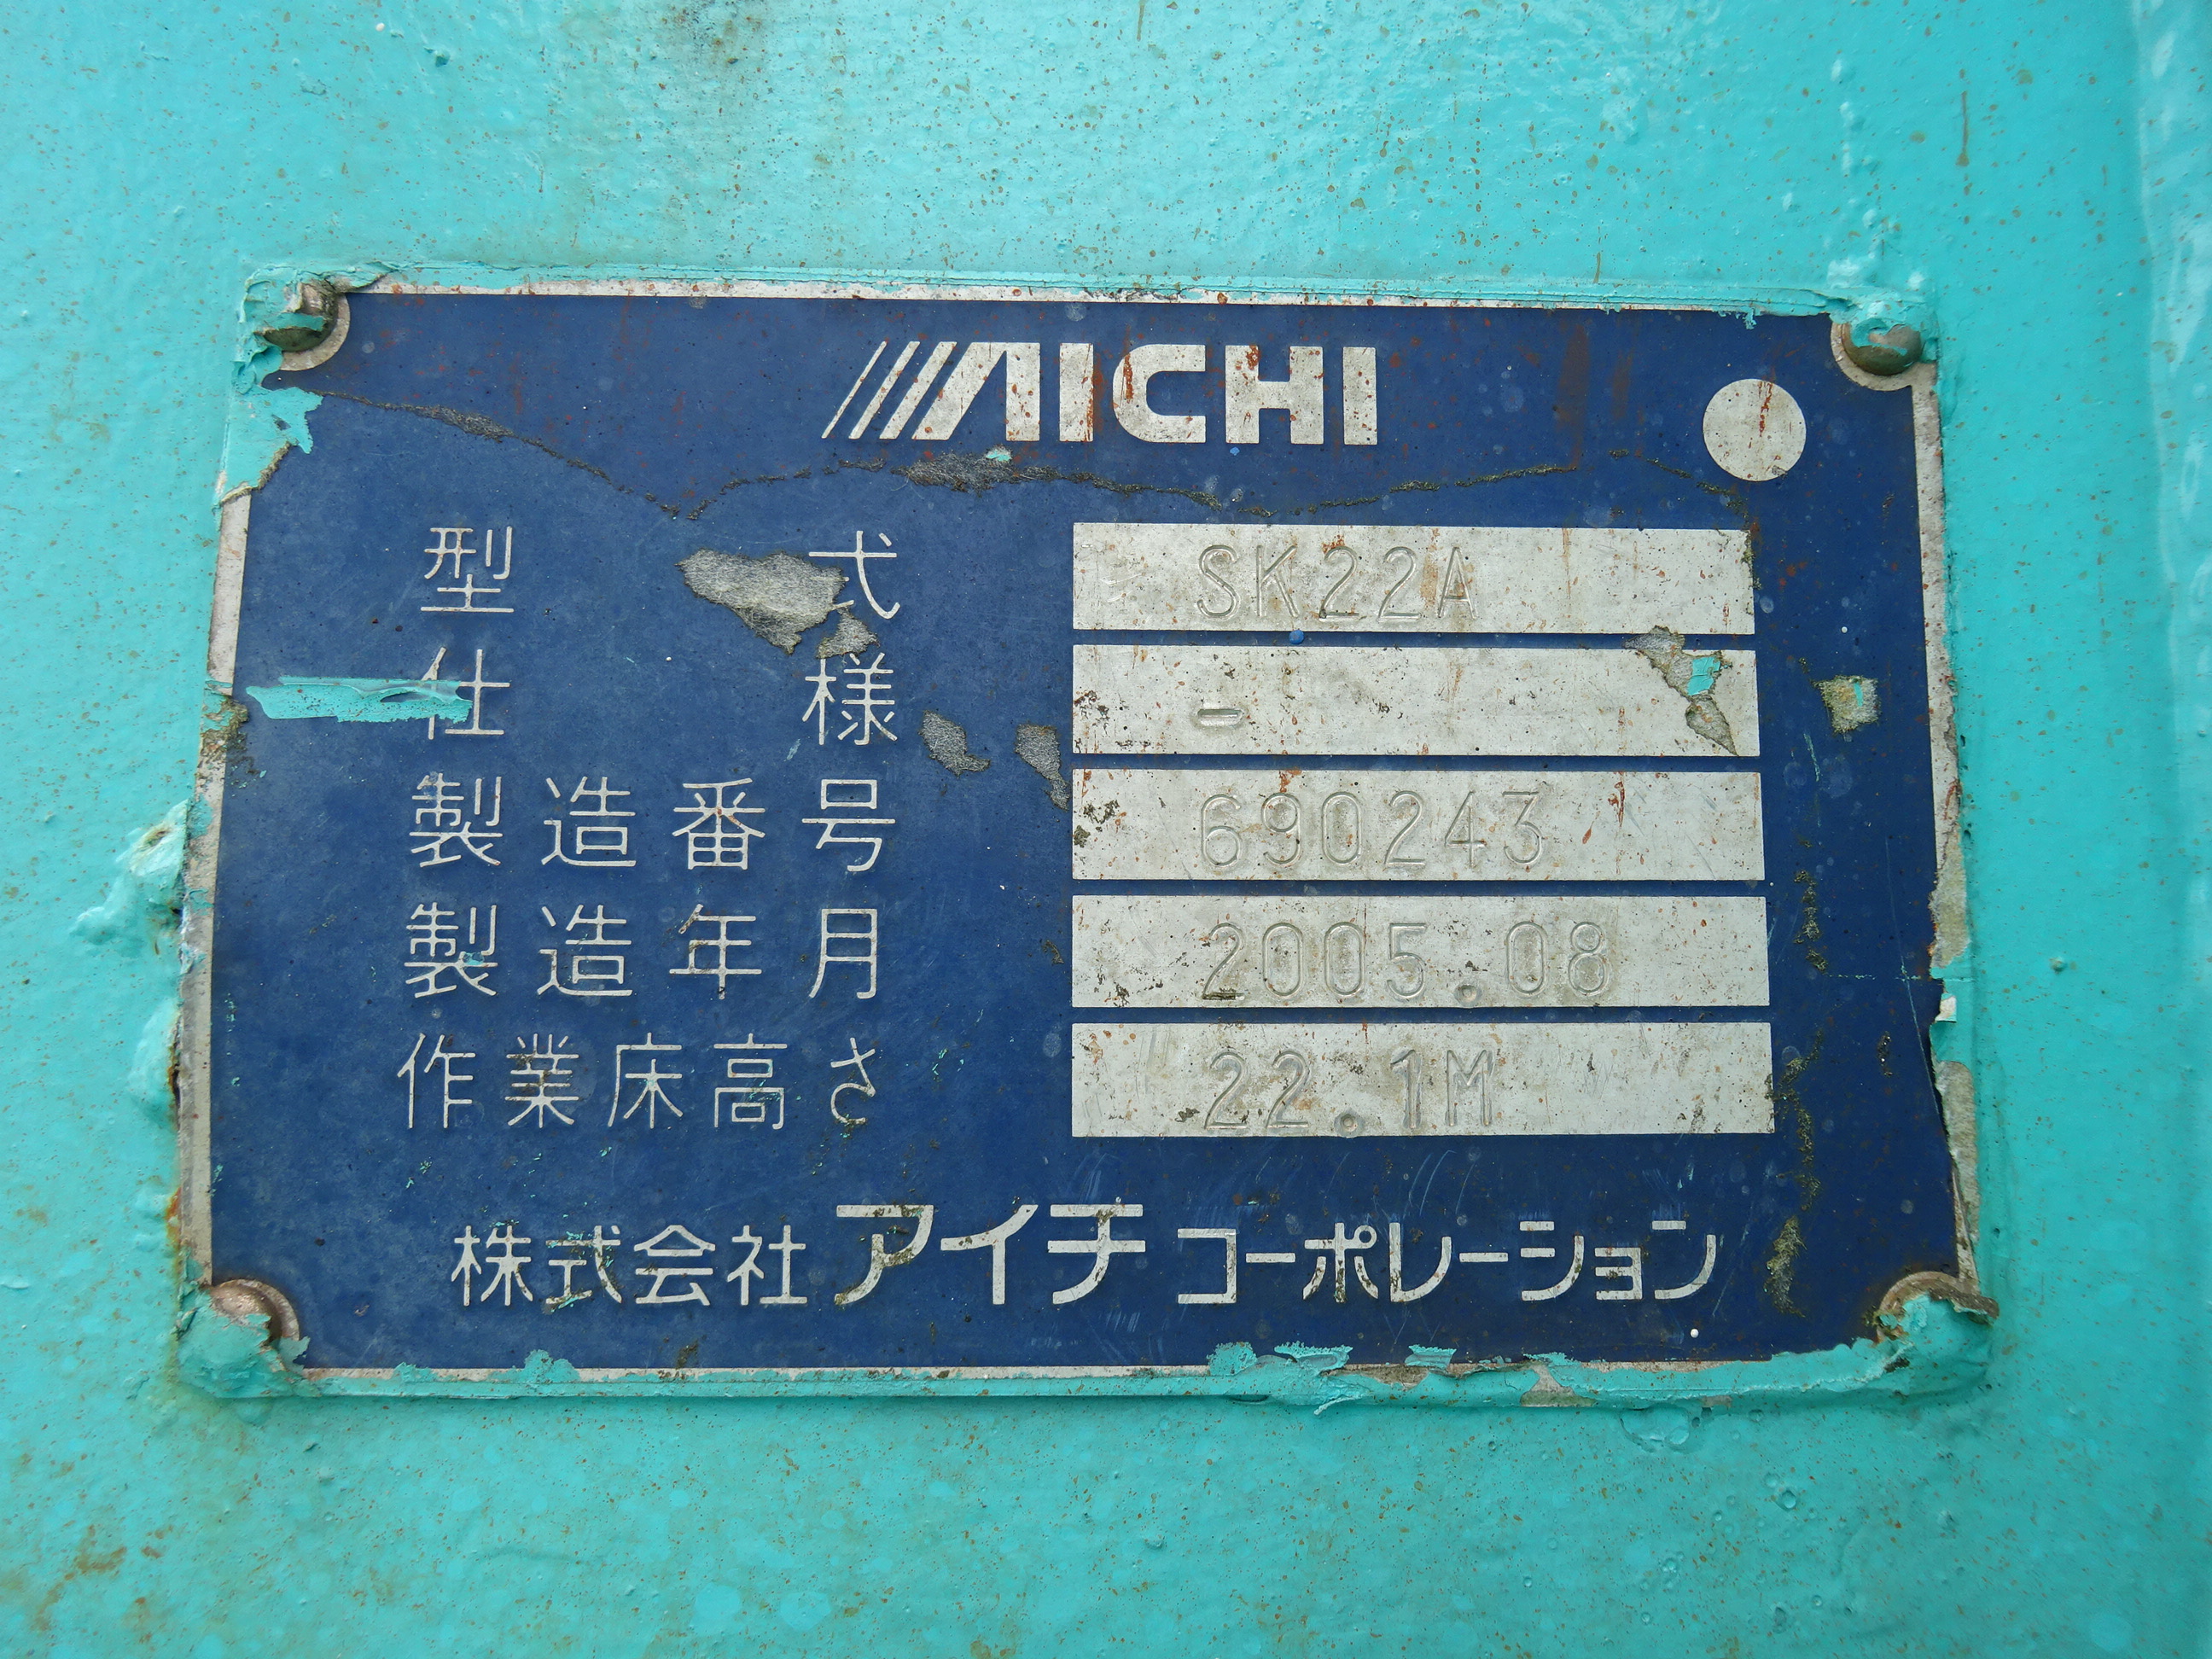 AICHI
型式 SK22A
仕様 -
製造番号 690243
製造年月 2005.08
作業床高さ 22.1M
株式会社アイチコーポレーション